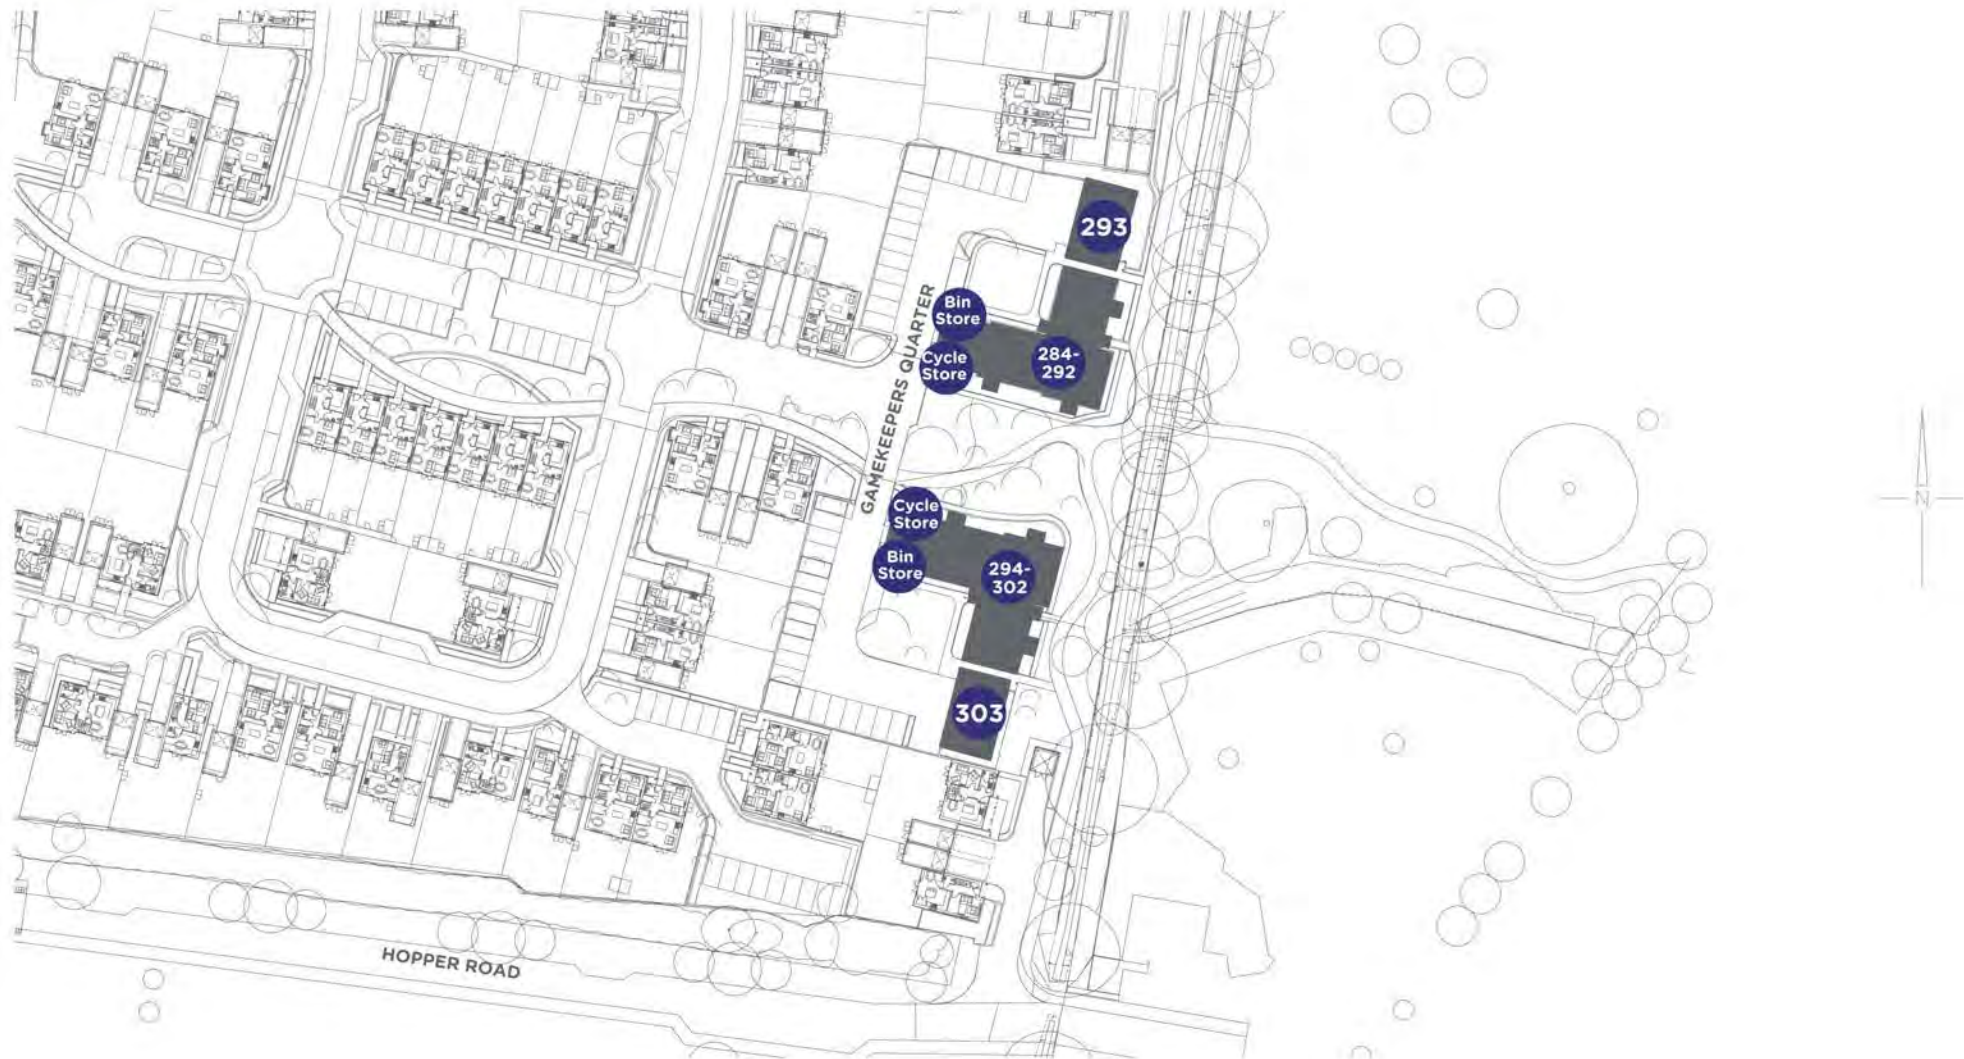 293
Bin
Store
GAMEKEEPERS QUARTER
Cycle
Store
284-
292
N
Cycle
Store
Bin
Store
294-
302
303
HOPPER ROAD